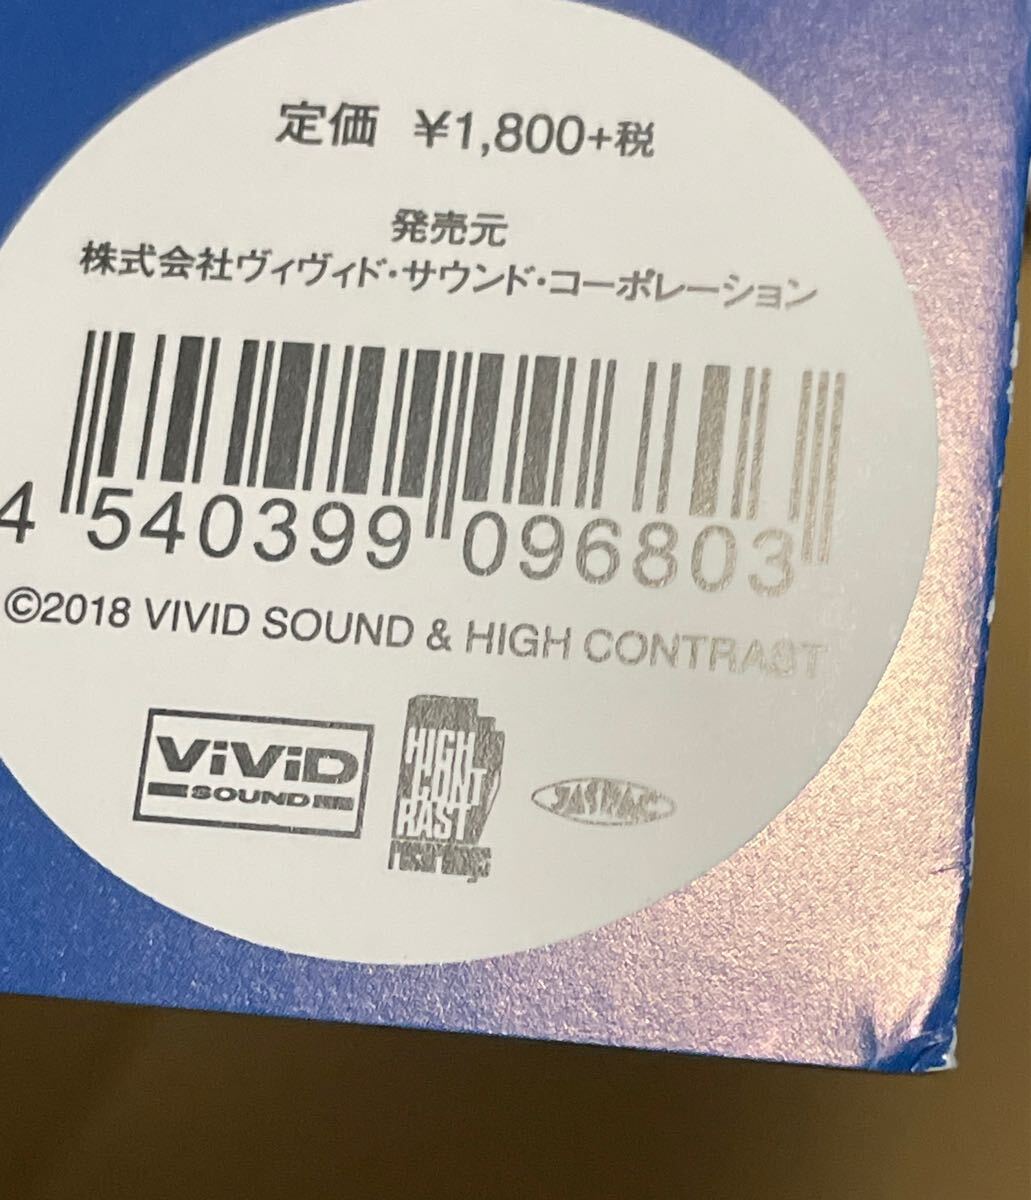 定価 ¥1,800+税
発売元
株式会社ヴィヴィド・サウンド・コーポレーション
4 540399 096803
©2018 VIVID SOUND & HIGH CONTRAST
ViViD
SOUND
HIGH
CONT
RAST
recordings
JASRAC